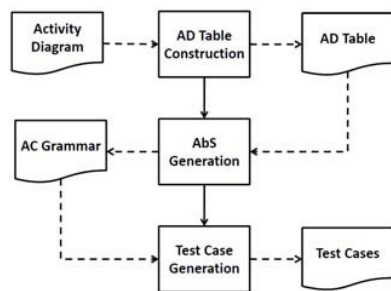 Activity
Diagram
AD Table
Construction
AD Table
AC Grammar
AbS
Generation
Test Case
Generation
Test Cases